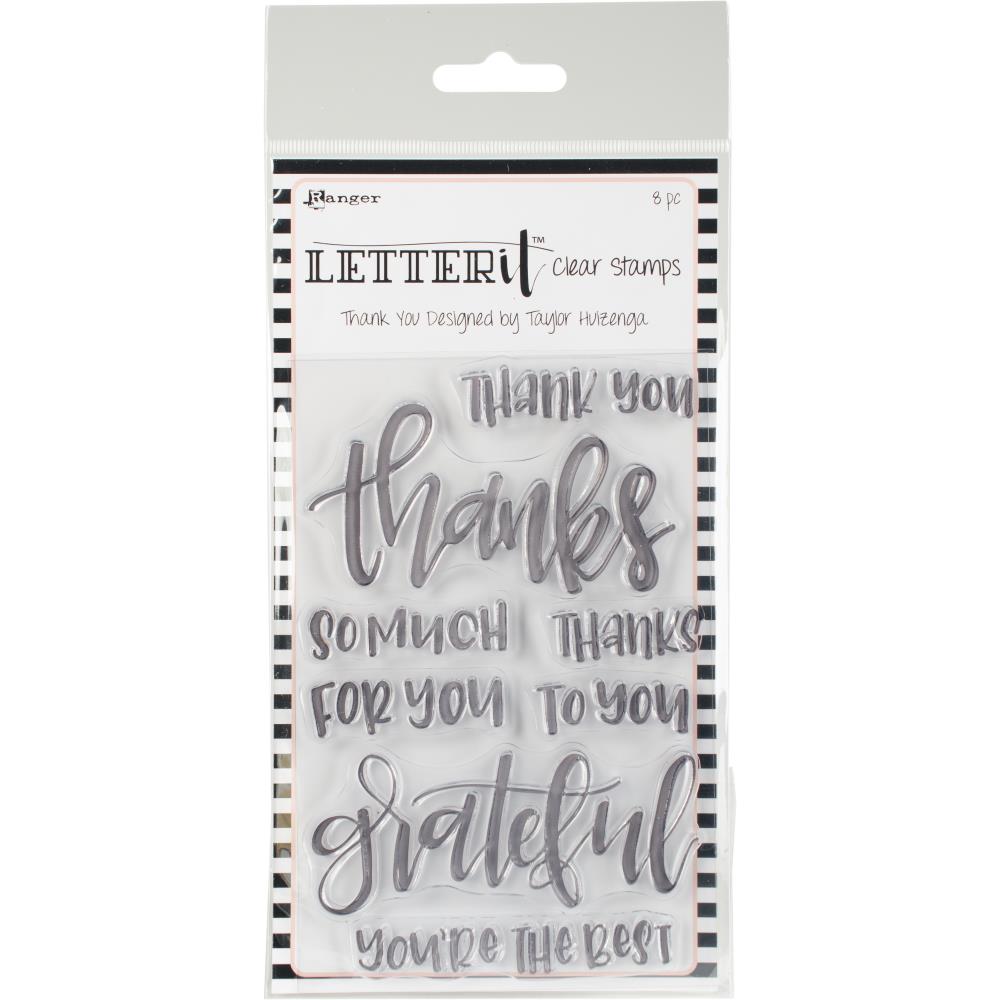 Ranger 8 pc
LETTERit™ Clear Stamps
Thank You Designed by Taylor Huizenga
THANK YOU
thanks
SO MUCH THANKS
FOR YOU TO YOU
grateful
YOU'RE THE BEST